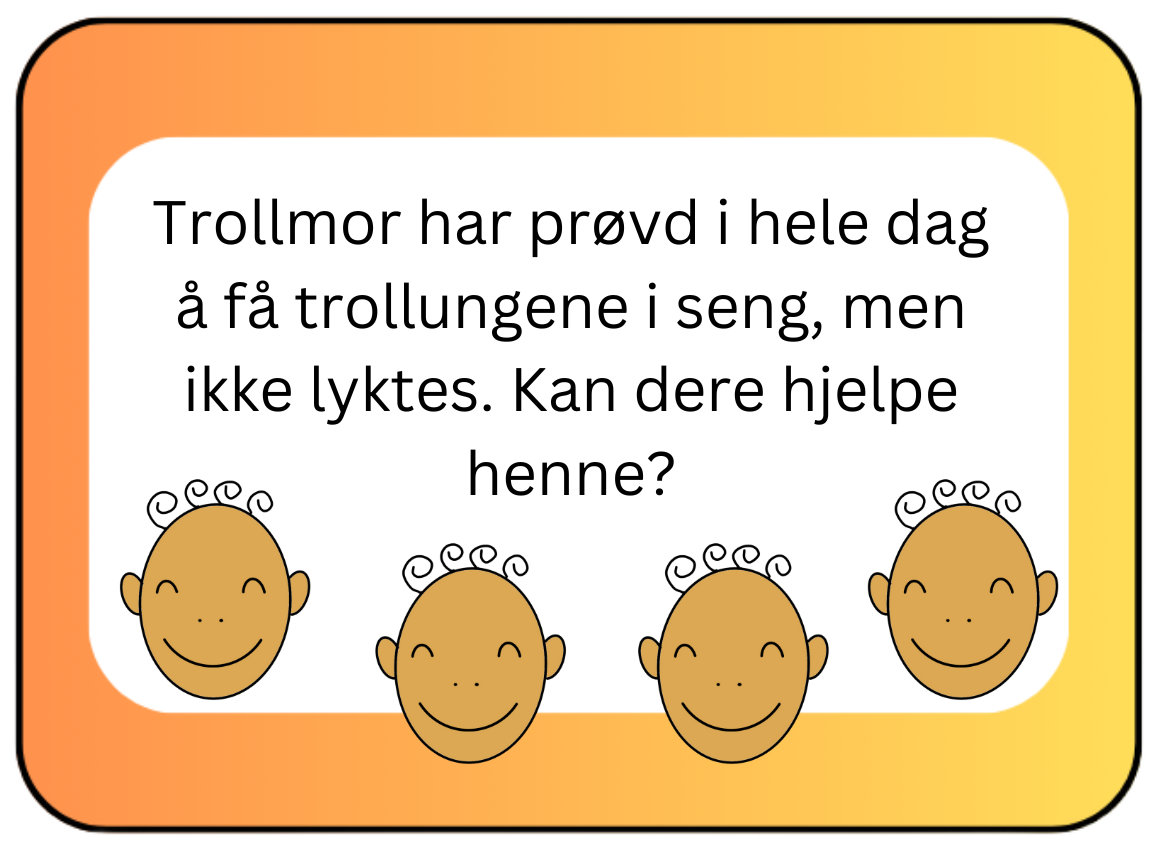 Trollmor har prøvd i hele dag
å få trollungene i seng, men
ikke lyktes. Kan dere hjelpe
henne?